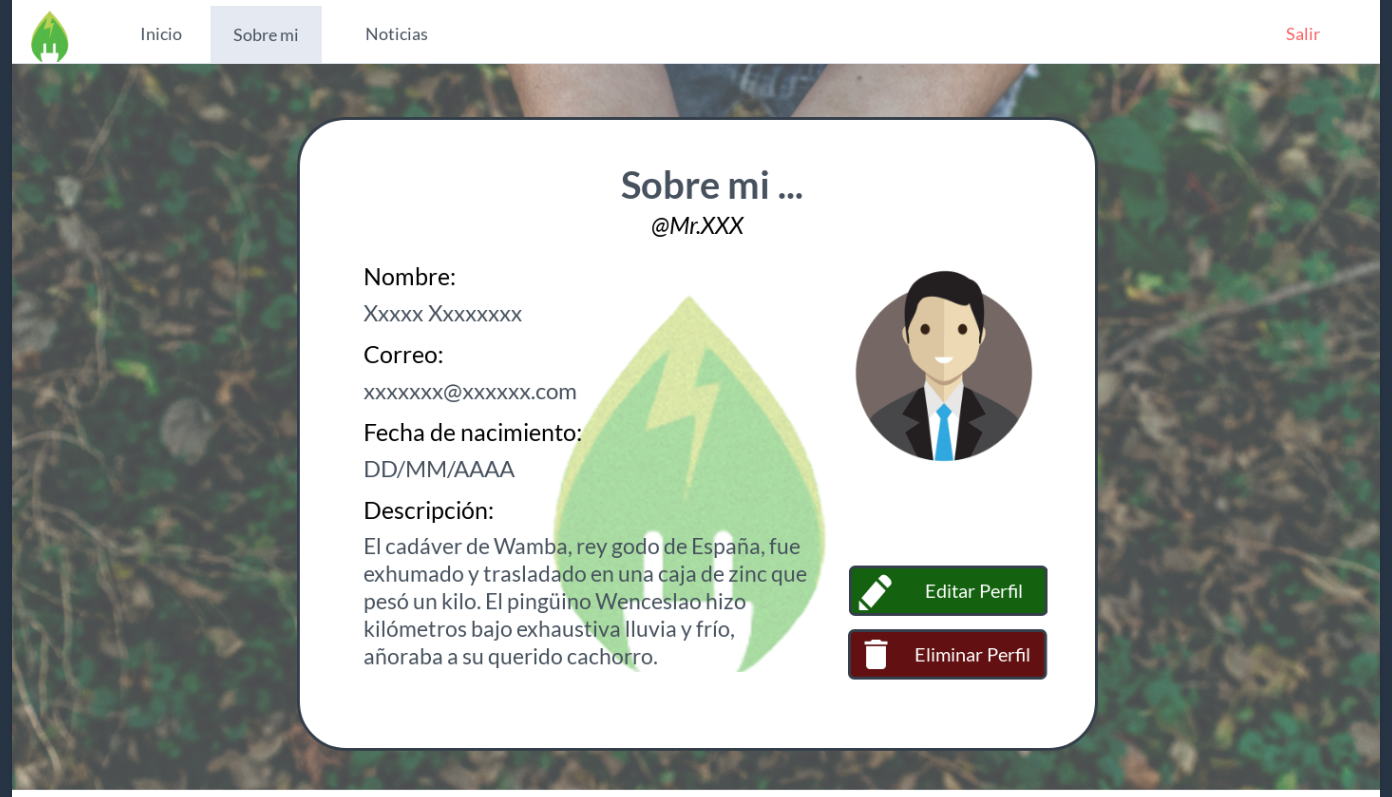 Inicio
Sobre mi
Noticias
Salir
Sobre mi ...
@Mr.XXX
Nombre:
Xxxxx Xxxxxxxx
Correo:
xxxxxxx@xxxxxx.com
Fecha de nacimiento:
DD/MM/AAAA
Descripción:
El cadáver de Wamba, rey godo de España, fue
exhumado y trasladado en una caja de zinc que
pesó un kilo. El pingüino Wenceslao hizo
kilómetros bajo exhaustiva lluvia y frío,
añoraba a su querido cachorro.
Editar Perfil
Eliminar Perfil